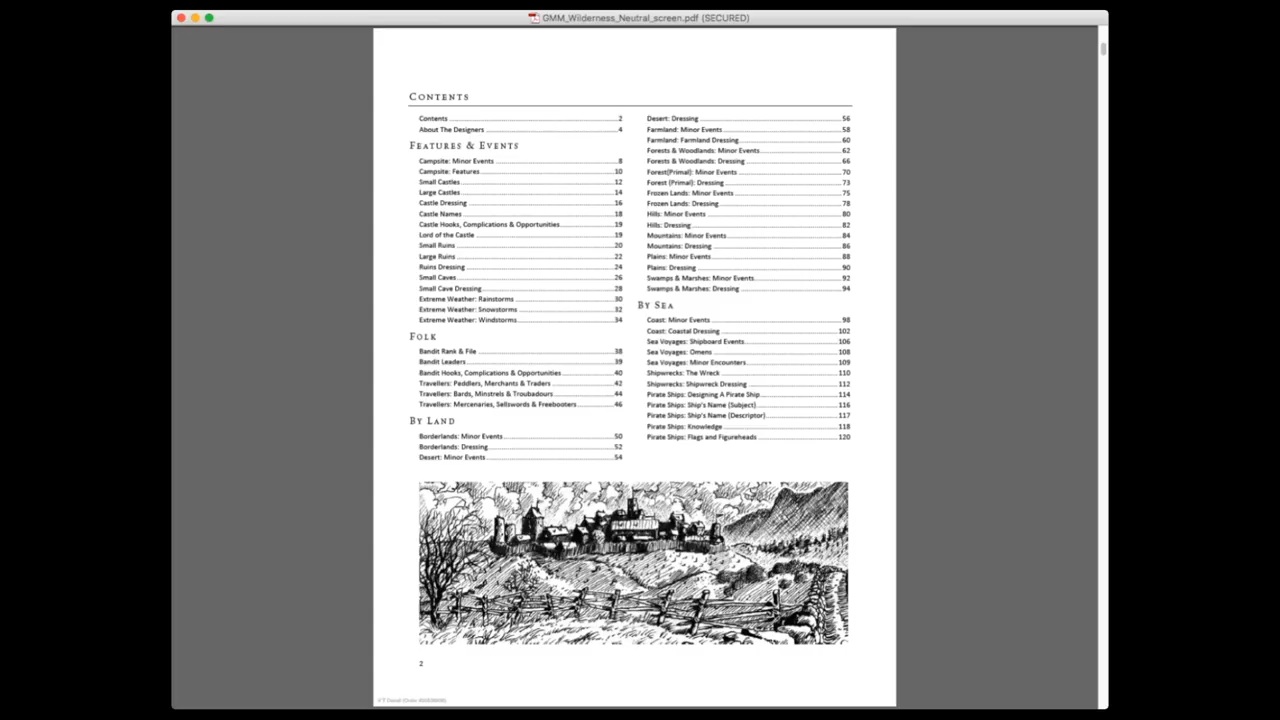 GMM_Wilderness_Neutral_screen.pdf (SECURED)
CONTENTS
Contents ... 2
About The Designers ... 4
FEATURES & EVENTS
Campsite: Minor Events ... 8
Campsite: Features ... 10
Small Castles ... 12
Large Castles ... 14
Castle Dressing ... 16
Castle Names ... 18
Castle Hooks, Complications & Opportunities ... 19
Lord of the Castle ... 19
Small Ruins ... 20
Large Ruins ... 22
Ruins Dressing ... 24
Small Caves ... 26
Small Cave Dressing ... 28
Extreme Weather: Rainstorms ... 30
Extreme Weather: Snowstorms ... 32
Extreme Weather: Windstorms ... 34
FOLK
Bandit Rank & File ... 38
Bandit Leaders ... 39
Bandit Hooks, Complications & Opportunities ... 40
Travellers: Peddlers, Merchants & Traders ... 42
Travellers: Bards, Minstrels & Troubadours ... 44
Travellers: Mercenaries, Sellswords & Freebooters ... 46
BY LAND
Borderlands: Minor Events ... 50
Borderlands: Dressing ... 52
Desert: Minor Events ... 54
Desert: Dressing ... 56
Farmland: Minor Events ... 58
Farmland: Farmland Dressing ... 60
Forests & Woodlands: Minor Events ... 62
Forests & Woodlands: Dressing ... 66
Forest(Primal): Minor Events ... 70
Forest (Primal): Dressing ... 73
Frozen Lands: Minor Events ... 75
Frozen Lands: Dressing ... 78
Hills: Minor Events ... 80
Hills: Dressing ... 82
Mountains: Minor Events ... 84
Mountains: Dressing ... 86
Plains: Minor Events ... 88
Plains: Dressing ... 90
Swamps & Marshes: Minor Events ... 92
Swamps & Marshes: Dressing ... 94
BY SEA
Coast: Minor Events ... 98
Coast: Coastal Dressing ... 102
Sea Voyages: Shipboard Events ... 106
Sea Voyages: Omens ... 108
Sea Voyages: Minor Encounters ... 109
Shipwrecks: The Wreck ... 110
Shipwrecks: Shipwreck Dressing ... 112
Pirate Ships: Designing A Pirate Ship ... 114
Pirate Ships: Ship's Name (Subject) ... 116
Pirate Ships: Ship's Name (Descriptor) ... 117
Pirate Ships: Knowledge ... 118
Pirate Ships: Flags and Figureheads ... 120
2